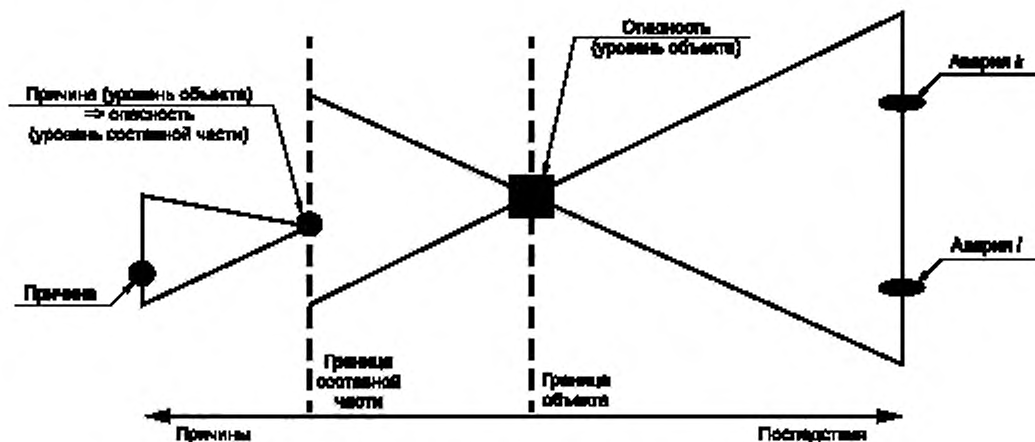 Опасность
(уровень объекта)
Авария k
Причина (уровень объекта)
⇒ опасность
(уровень составной части)
Авария l
Причина
Граница
составной
части
Граница
объекта
Причины
Последствия